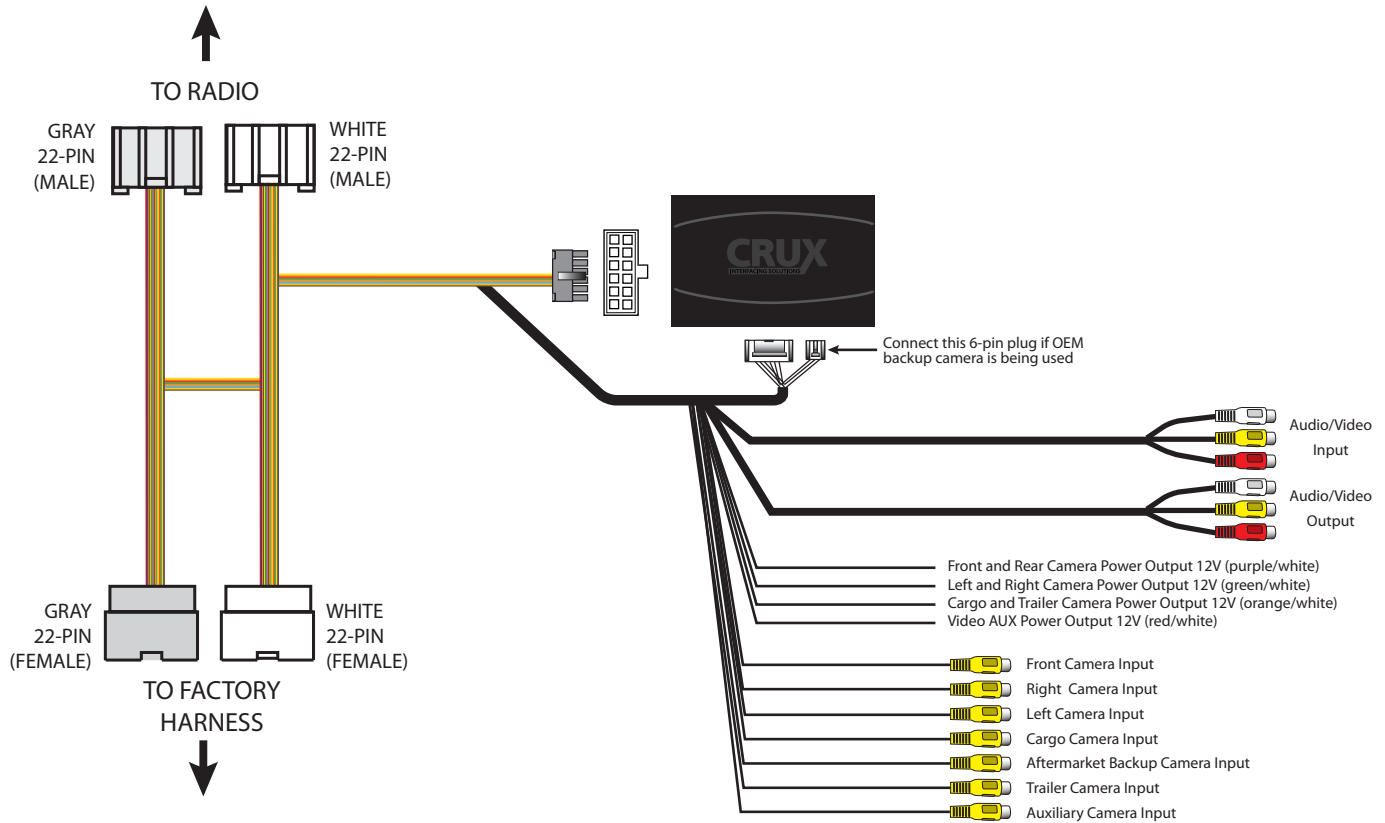 TO RADIO
GRAY
22-PIN
(MALE)
WHITE
22-PIN
(MALE)
CRUX
INTERFACING SOLUTIONS
Connect this 6-pin plug if OEM
backup camera is being used
Audio/Video
Input
Audio/Video
Output
Front and Rear Camera Power Output 12V (purple/white)
Left and Right Camera Power Output 12V (green/white)
Cargo and Trailer Camera Power Output 12V (orange/white)
Video AUX Power Output 12V (red/white)
GRAY
22-PIN
(FEMALE)
WHITE
22-PIN
(FEMALE)
TO FACTORY
HARNESS
Front Camera Input
Right Camera Input
Left Camera Input
Cargo Camera Input
Aftermarket Backup Camera Input
Trailer Camera Input
Auxiliary Camera Input